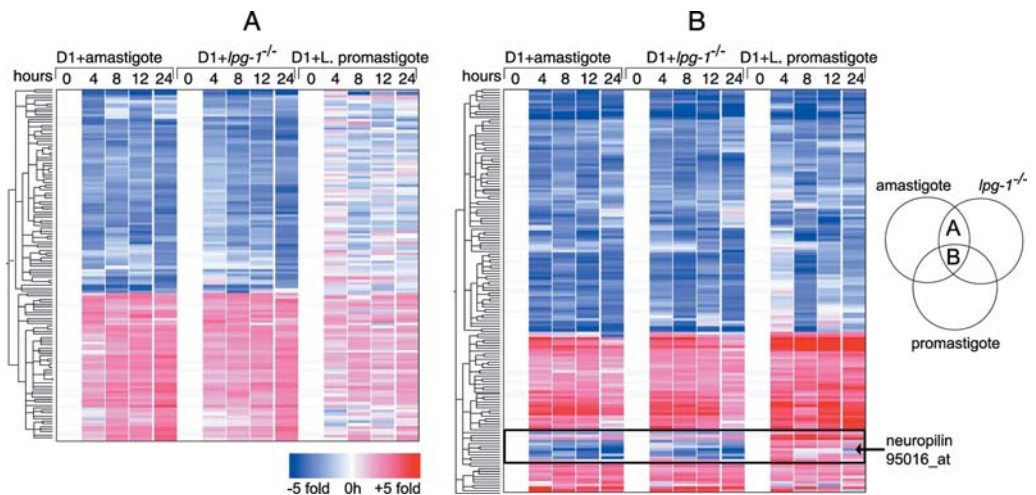 A
D1+amastigote D1+lpg-1-/- D1+L. promastigote
hours 0 4 8 12 24 0 4 8 12 24 0 4 8 12 24
-5 fold 0h +5 fold
B
D1+amastigote D1+lpg-1-/- D1+L. promastigote
hours 0 4 8 12 24 0 4 8 12 24 0 4 8 12 24
amastigote lpg-1-/-
A
B
promastigote
neuropilin
95016_at